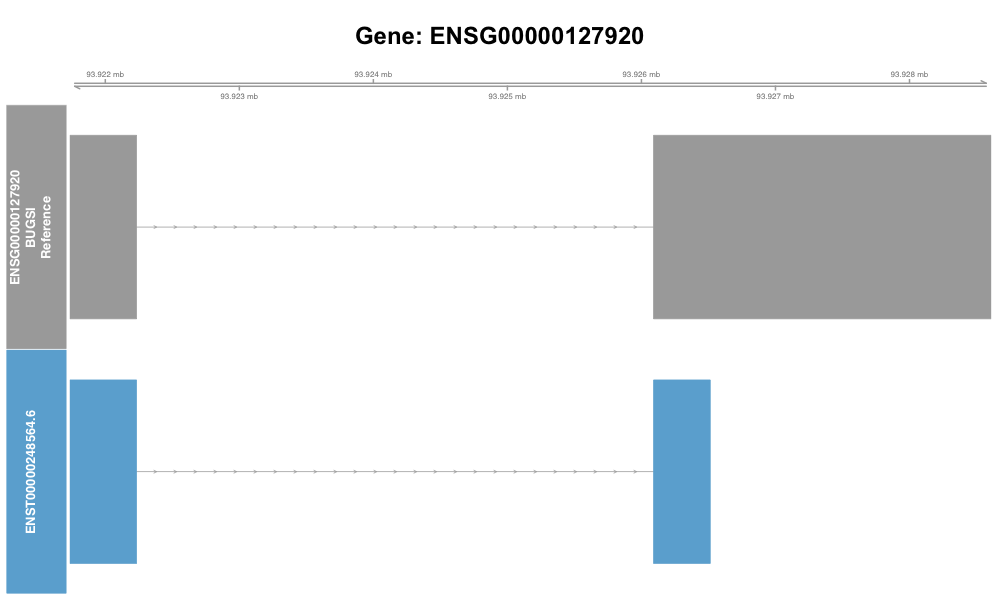 Gene: ENSG00000127920
93.922 mb
93.924 mb
93.926 mb
93.928 mb
93.923 mb
93.925 mb
93.927 mb
ENSG00000127920
BUGSI
Reference
ENST00000248564.6